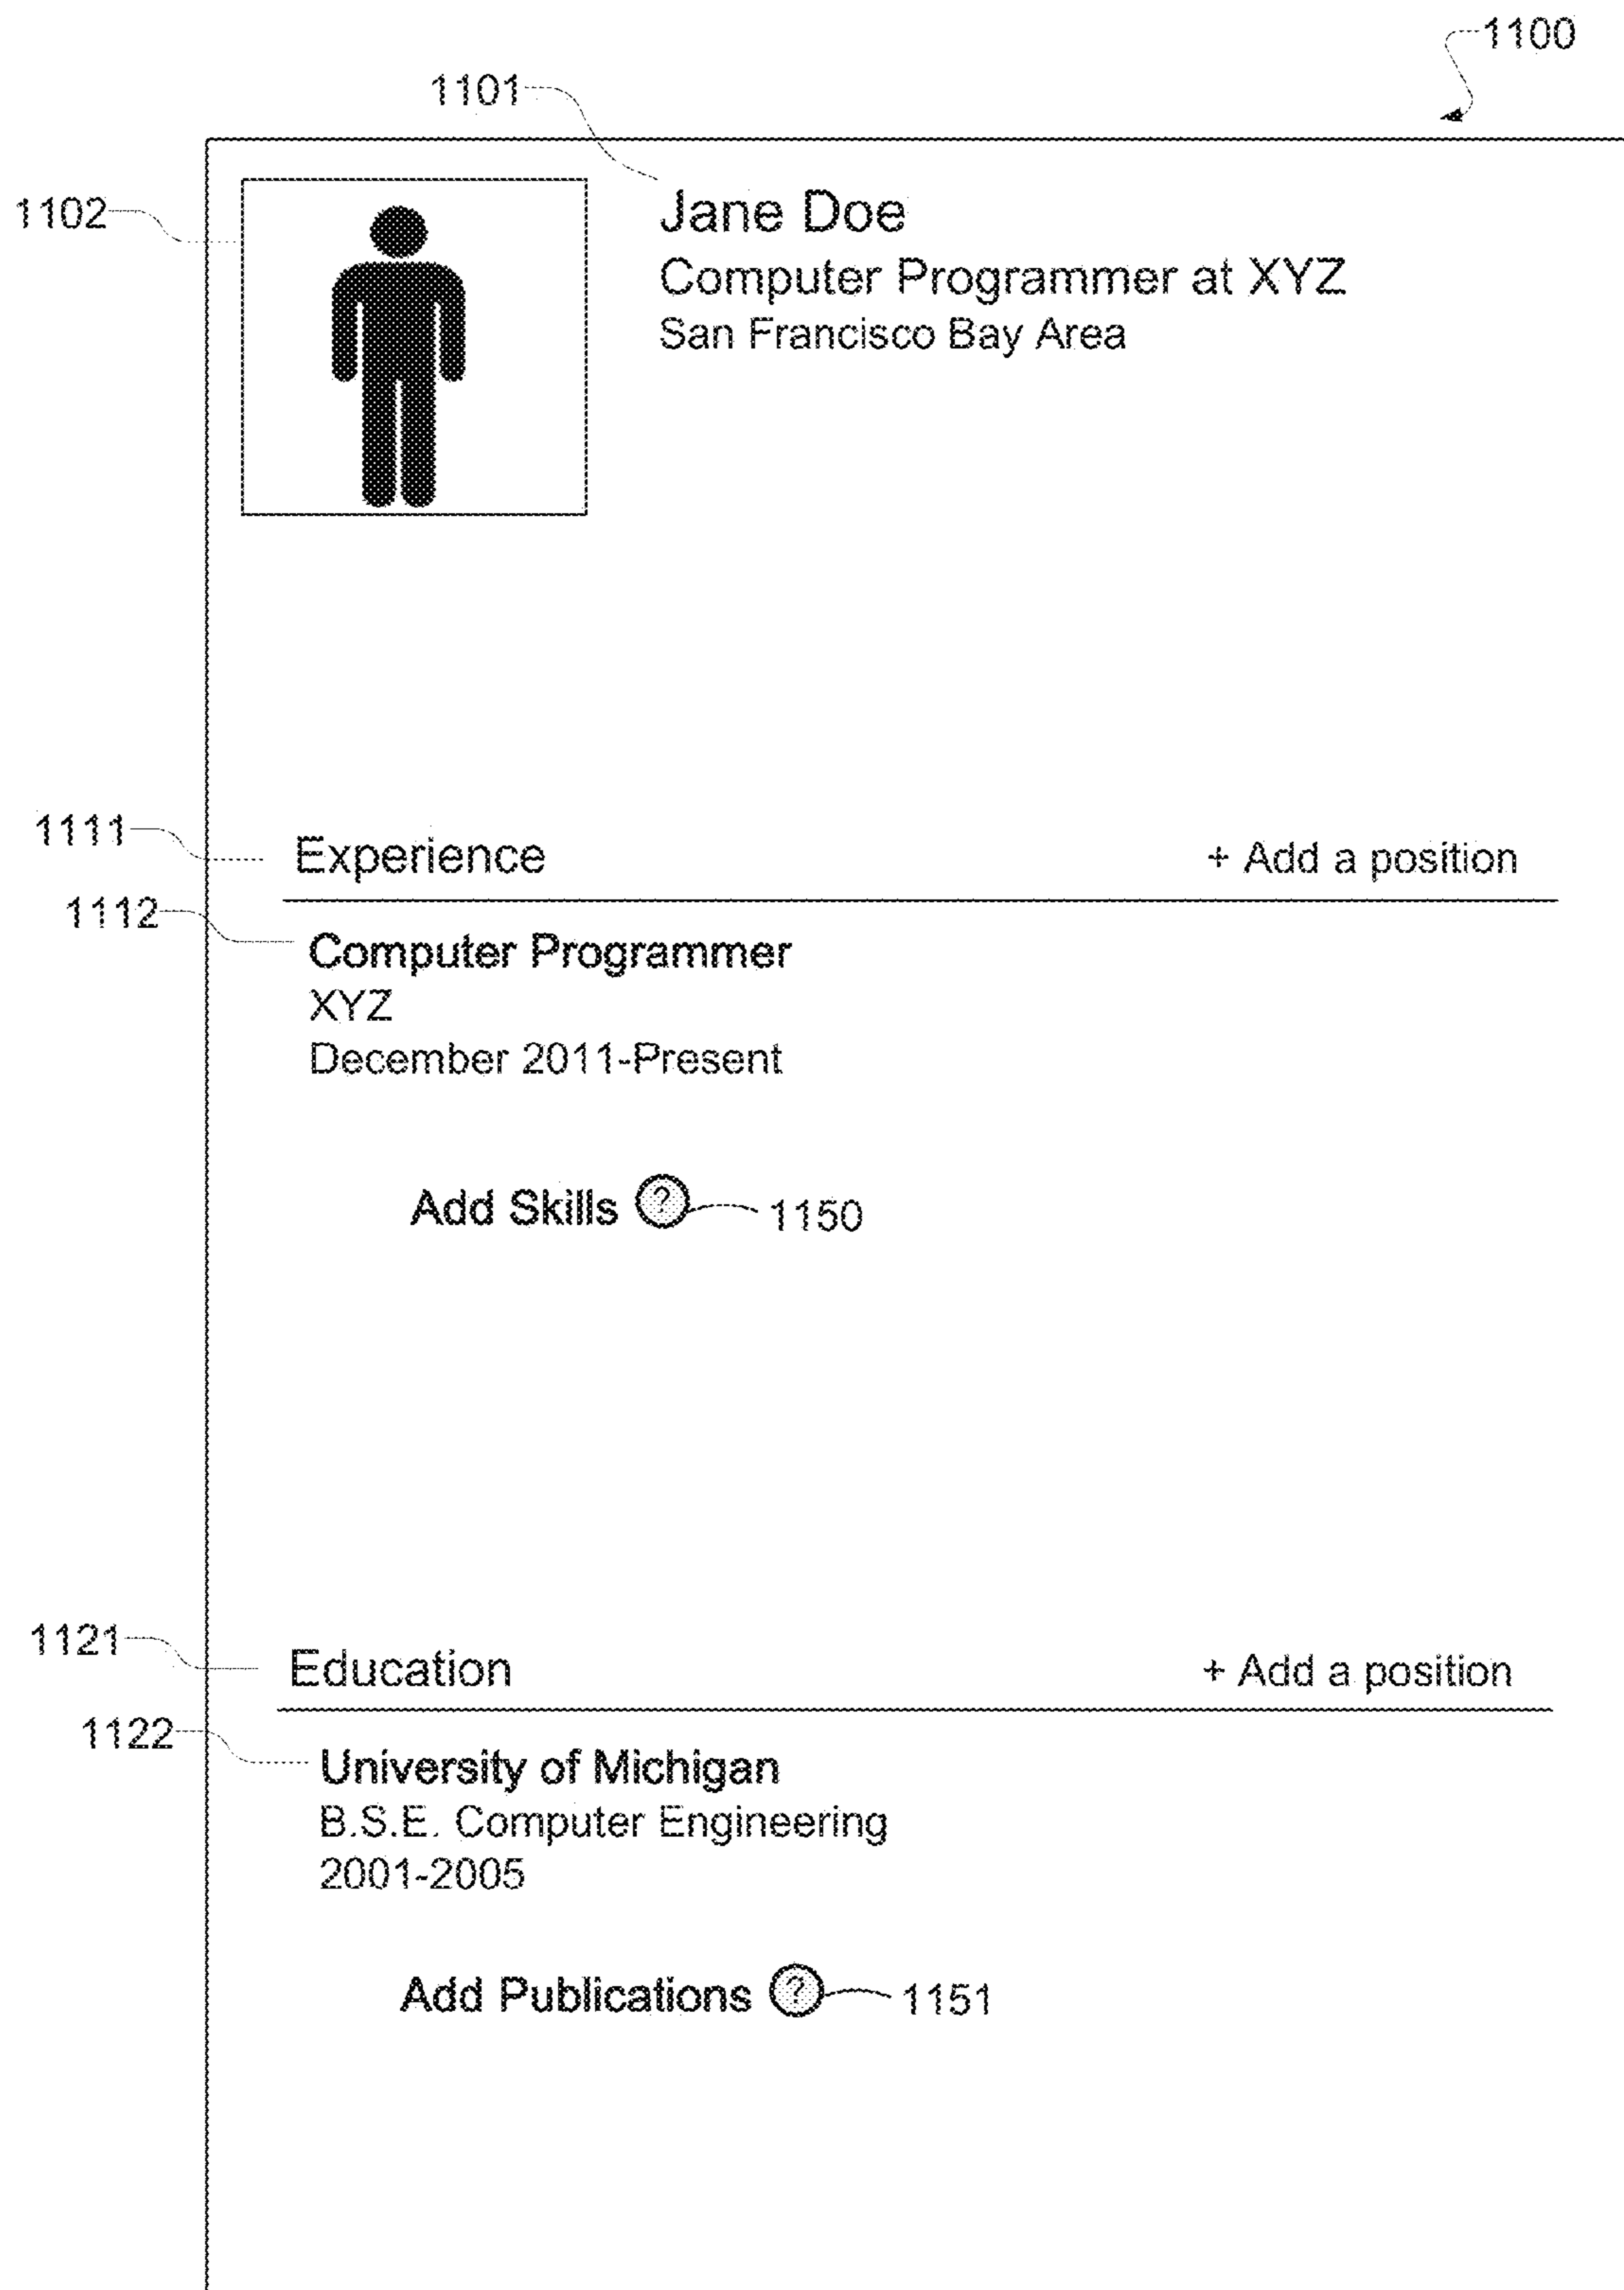 1100
1101
1102
Jane Doe
Computer Programmer at XYZ
San Francisco Bay Area
1111
Experience + Add a position
1112
Computer Programmer
XYZ
December 2011-Present
Add Skills ? 1150
1121
Education + Add a position
1122
University of Michigan
B.S.E. Computer Engineering
2001-2005
Add Publications ? 1151